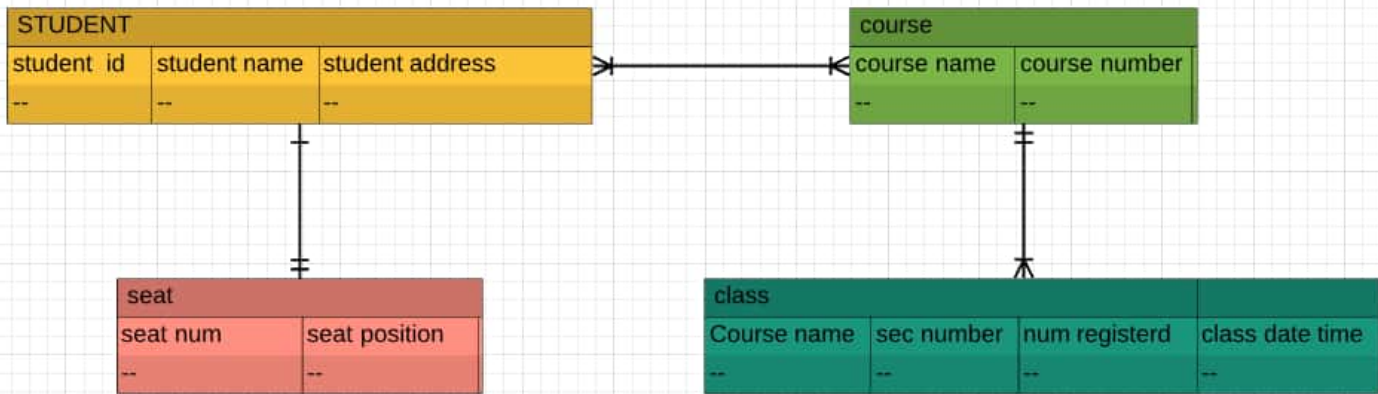 STUDENT
student id student name student address
-- -- --
course
course name course number
-- --
seat
seat num seat position
-- --
class
Course name sec number num registerd class date time
-- -- -- --